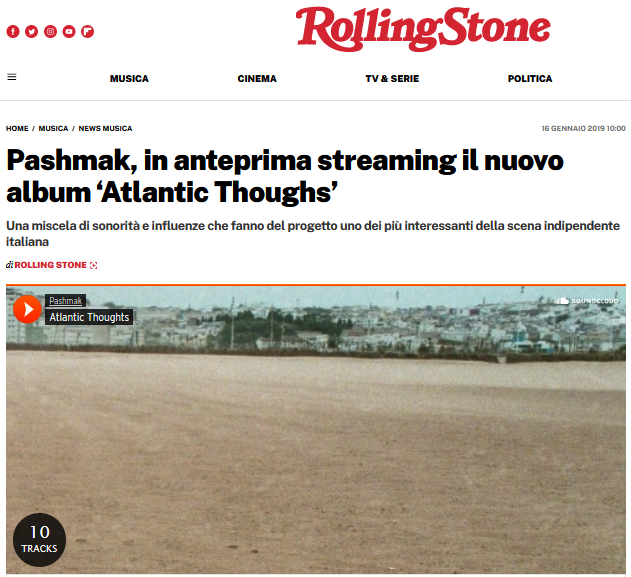 RollingStone
MUSICA
CINEMA
TV & SERIE
POLITICA
HOME / MUSICA / NEWS MUSICA
16 GENNAIO 2019 10:00
Pashmak, in anteprima streaming il nuovo
album ‘Atlantic Thoughs’
Una miscela di sonorità e influenze che fanno del progetto uno dei più interessanti della scena indipendente
italiana
di ROLLING STONE
Pashmak
Atlantic Thoughts
SOUNDCLOUD
10
TRACKS